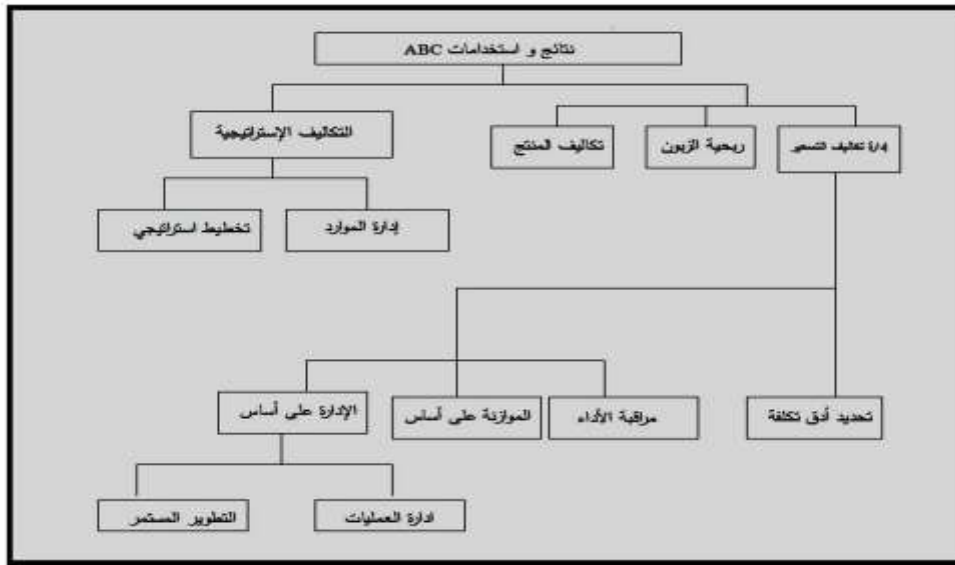 نتائج و استخدامات ABC
إدارة تكاليف التسعير
ربحية الزبون
تكاليف المنتج
التكاليف الإستراتيجية
إدارة الموارد
تخطيط استراتيجي
تحديد أدق تكلفة
مراقبة الأداء
الموازنة على أساس
الإدارة على أساس
ادارة العمليات
التطوير المستمر